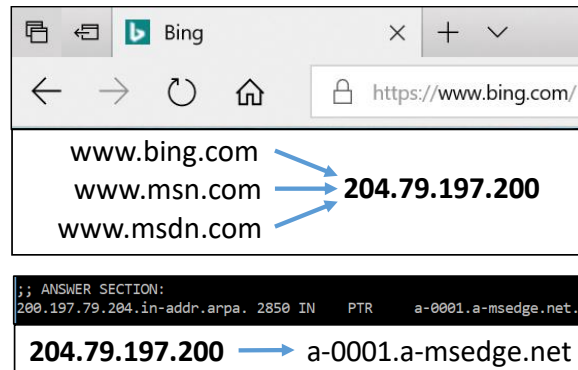 Bing
https://www.bing.com/
www.bing.com
www.msn.com 204.79.197.200
www.msdn.com
;; ANSWER SECTION:
200.197.79.204.in-addr.arpa. 2850 IN PTR a-0001.a-msedge.net.
204.79.197.200 a-0001.a-msedge.net